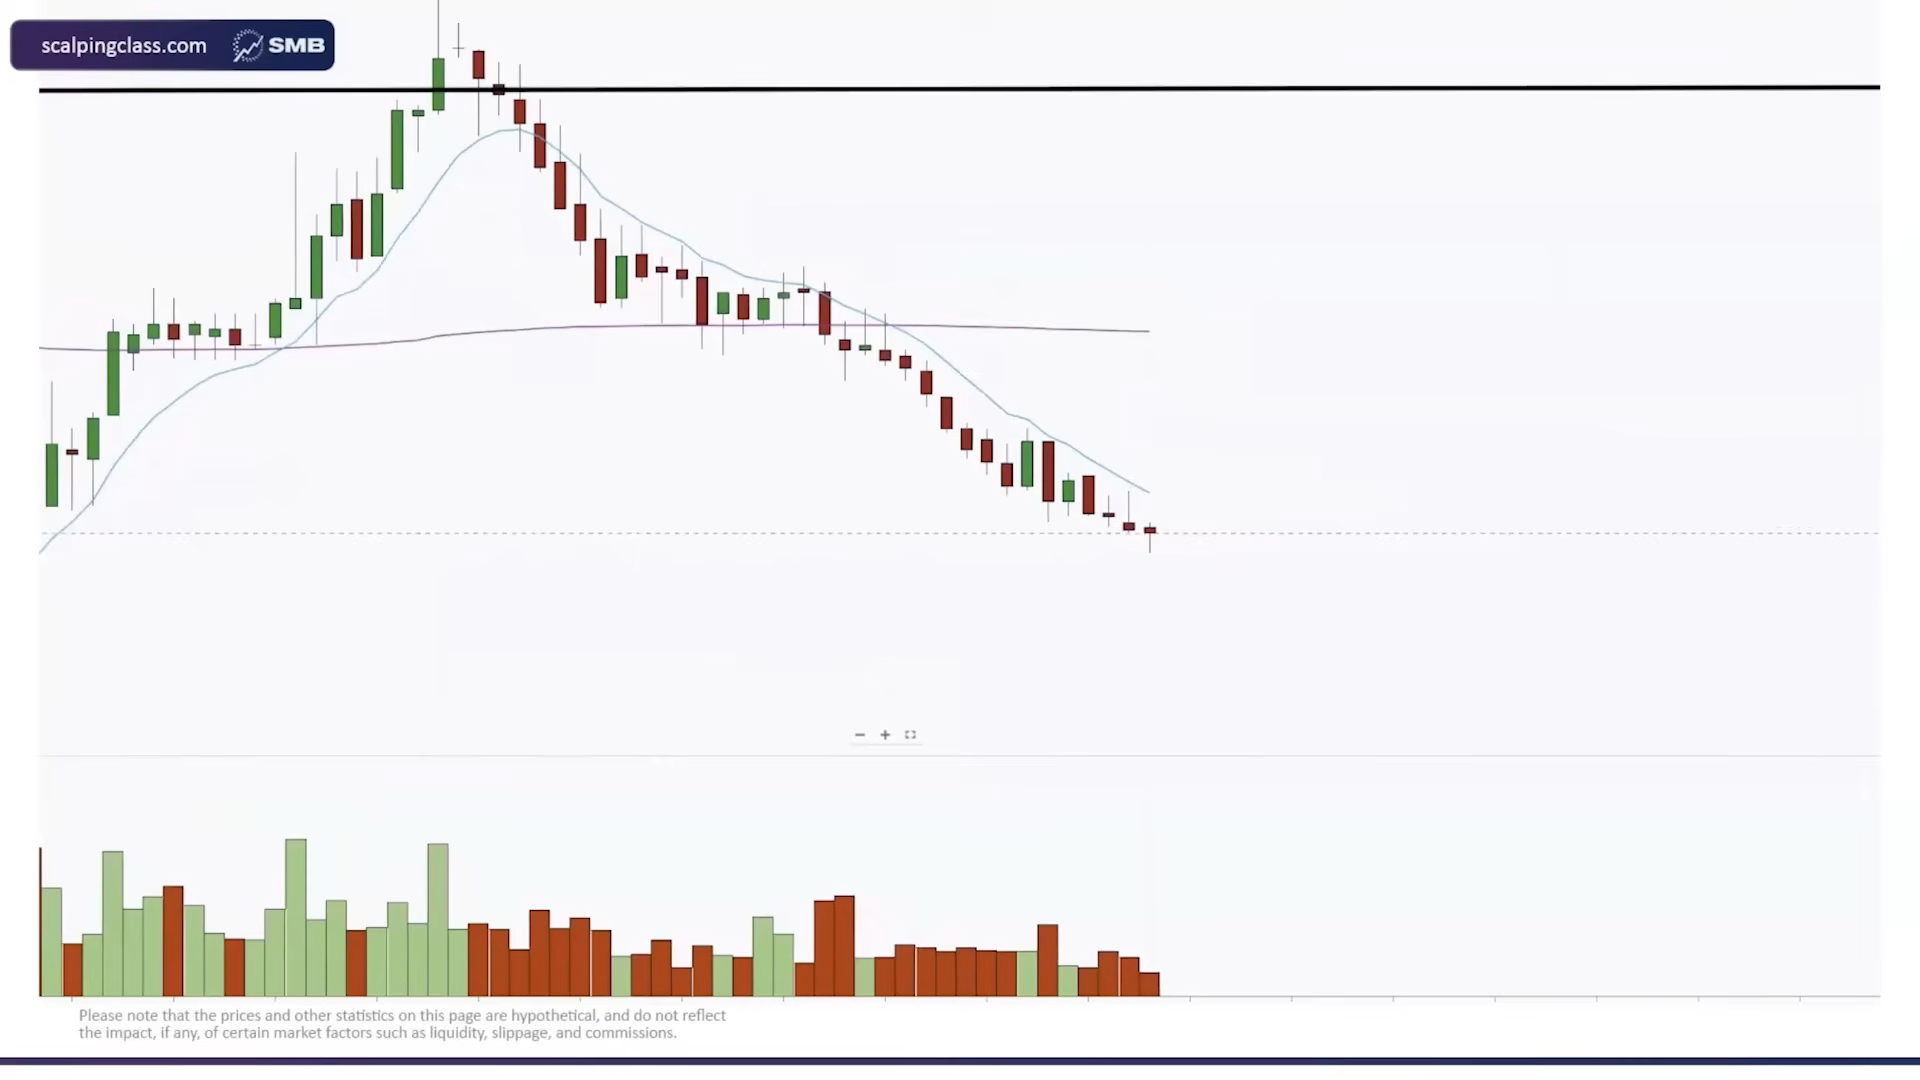 scalpingclass.com SMB
Please note that the prices and other statistics on this page are hypothetical, and do not reflect
the impact, if any, of certain market factors such as liquidity, slippage, and commissions.